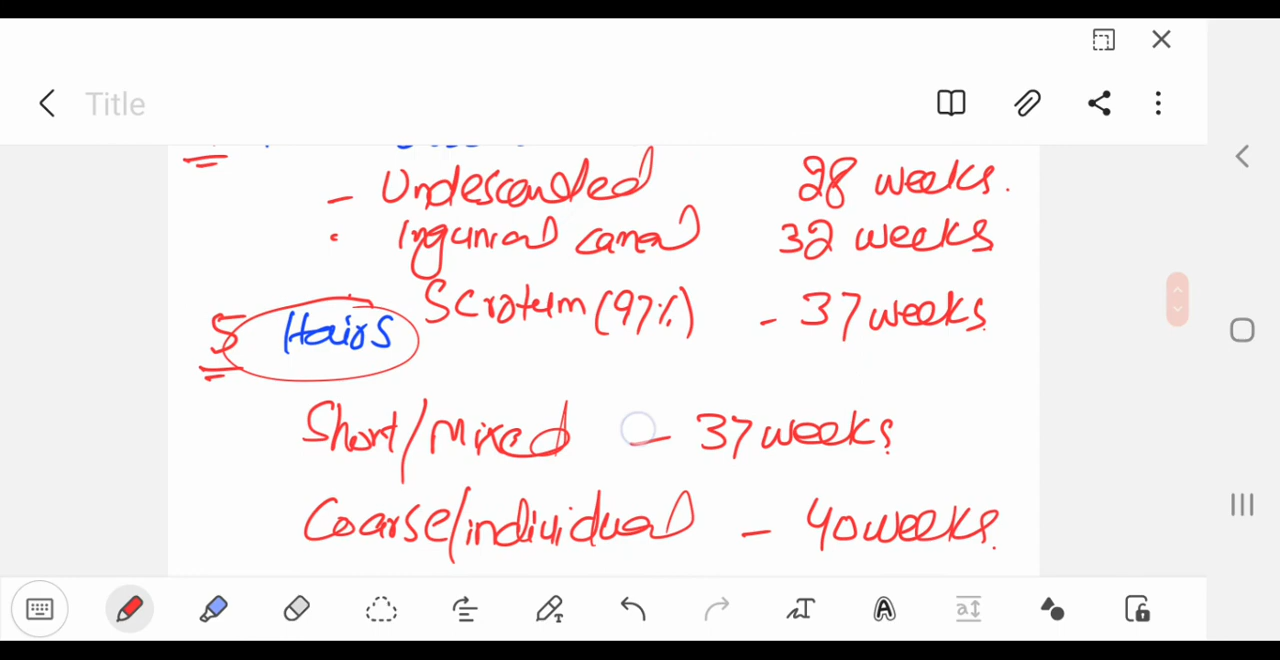 Title
- Undescended 28 weeks.
Ingunial canal 32 weeks
Scrotum (97%) - 37 weeks
5 Hairs
Short/mixed - 37 weeks
Coarse/individual - 40 weeks.